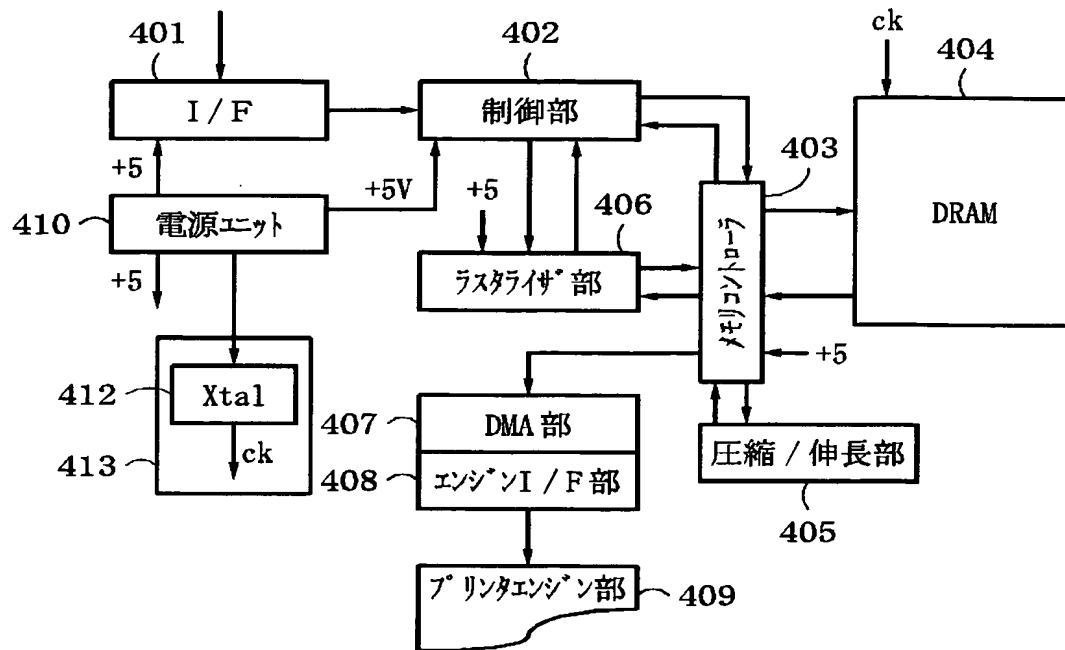 401
402
ck
404
I/F
制御部
403
+5
+5V
+5
406
410
電源ユニット
DRAM
メモリコントローラ
+5
ラスタライザ部
+5
412
Xtal
407
DMA部
ck
圧縮/伸長部
413
408
エンジンI/F部
405
プリンタエンジン部
409